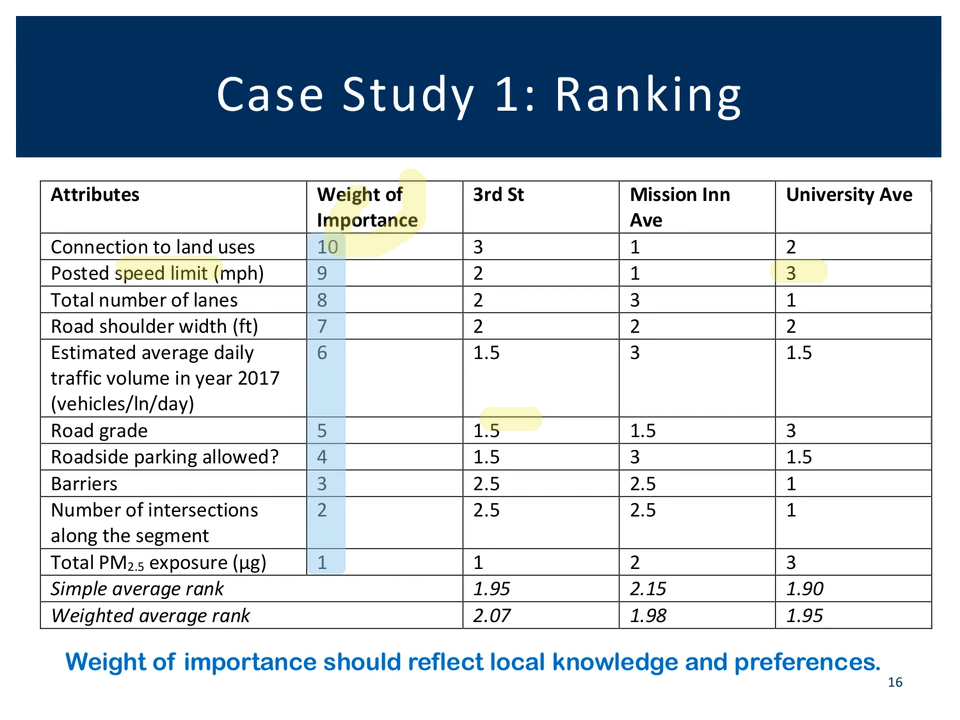 Case Study 1: Ranking
Attributes Weight of Importance 3rd St Mission Inn Ave University Ave
Connection to land uses 10 3 1 2
Posted speed limit (mph) 9 2 1 3
Total number of lanes 8 2 3 1
Road shoulder width (ft) 7 2 2 2
Estimated average daily traffic volume in year 2017 (vehicles/ln/day) 6 1.5 3 1.5
Road grade 5 1.5 1.5 3
Roadside parking allowed? 4 1.5 3 1.5
Barriers 3 2.5 2.5 1
Number of intersections along the segment 2 2.5 2.5 1
Total PM2.5 exposure (µg) 1 1 2 3
Simple average rank 1.95 2.15 1.90
Weighted average rank 2.07 1.98 1.95
Weight of importance should reflect local knowledge and preferences.
16